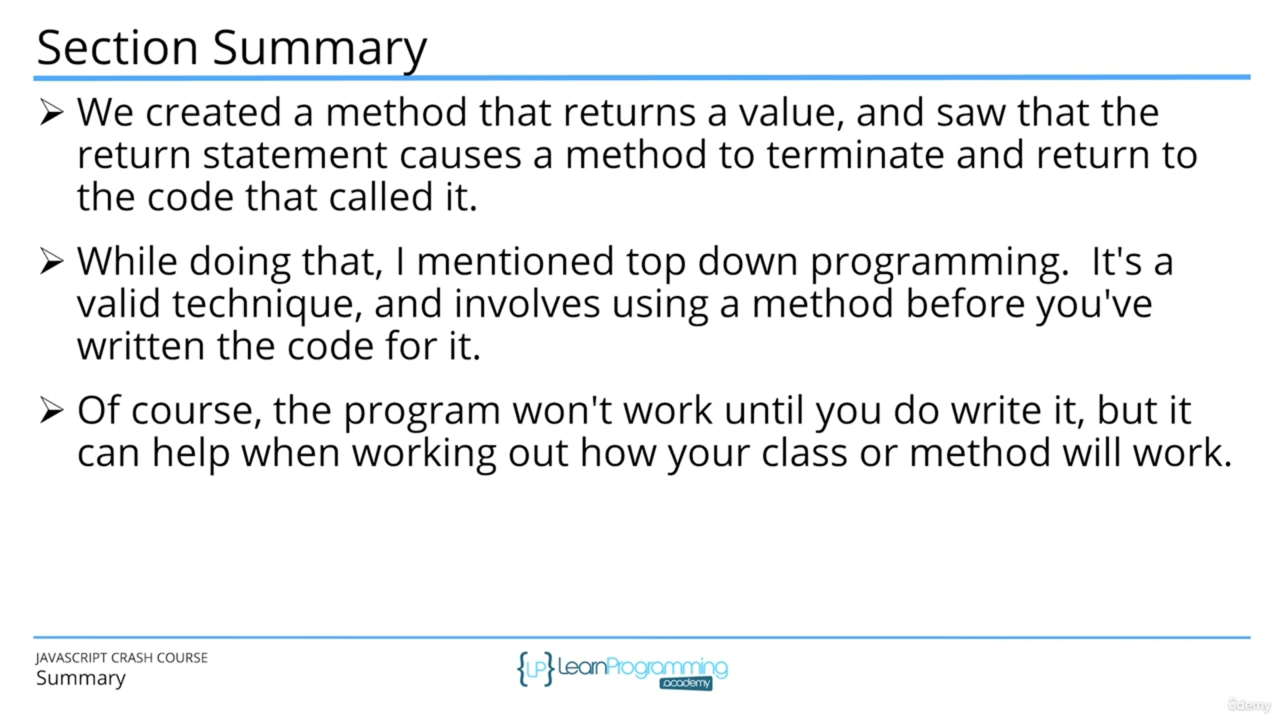 Section Summary
We created a method that returns a value, and saw that the
return statement causes a method to terminate and return to
the code that called it.
While doing that, I mentioned top down programming.  It's a
valid technique, and involves using a method before you've
written the code for it.
Of course, the program won't work until you do write it, but it
can help when working out how your class or method will work.
JAVASCRIPT CRASH COURSE
Summary
{LP} LearnProgramming
.academy
ûdemy